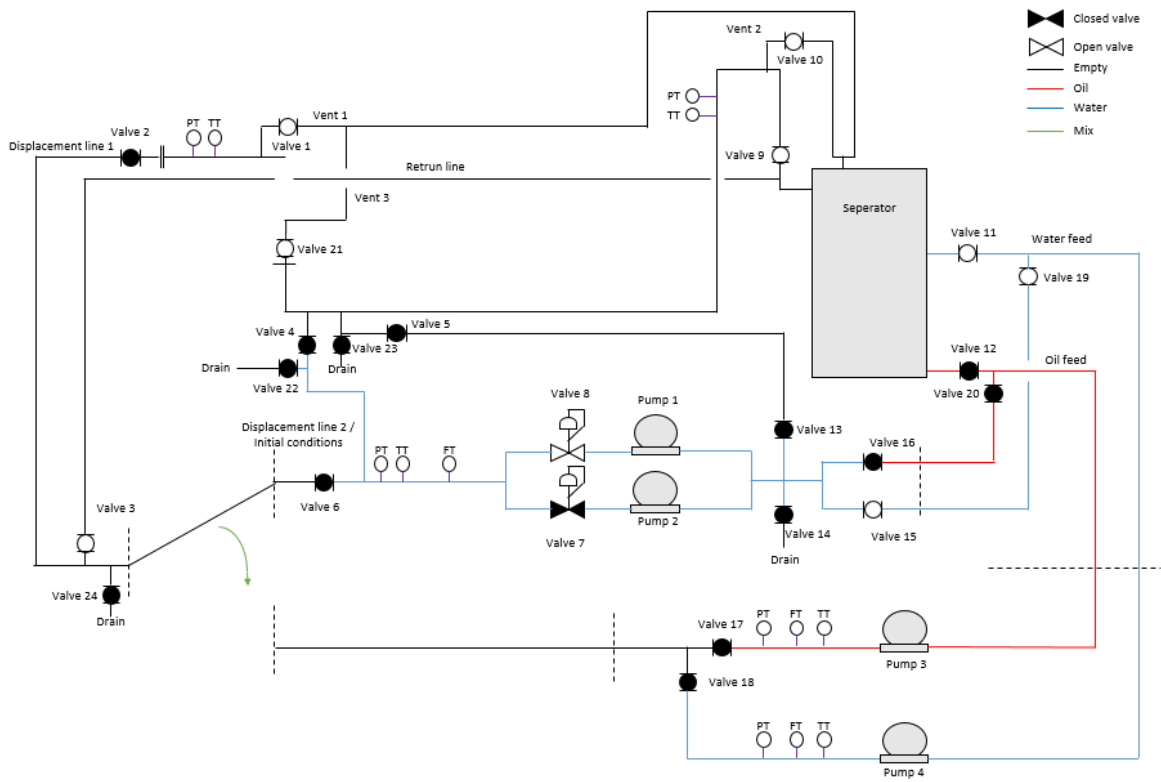 Closed valve
Open valve
Empty
Oil
Water
Mix
Vent 2
Valve 10
PT
TT
Vent 1
Valve 2
PT
TT
Displacement line 1
Valve 1
Valve 9
Retrun line
Vent 3
Seperator
Valve 11
Water feed
Valve 21
Valve 19
Valve 4
Valve 5
Valve 23
Drain
Drain
Valve 22
Valve 12
Oil feed
Valve 20
Valve 8
Pump 1
Displacement line 2 /
Initial conditions
Valve 13
Valve 16
PT
TT
FT
Valve 6
Valve 3
Pump 2
Valve 7
Valve 14
Valve 15
Drain
Valve 24
Drain
Valve 17
PT
FT
TT
Pump 3
Valve 18
PT
FT
TT
Pump 4